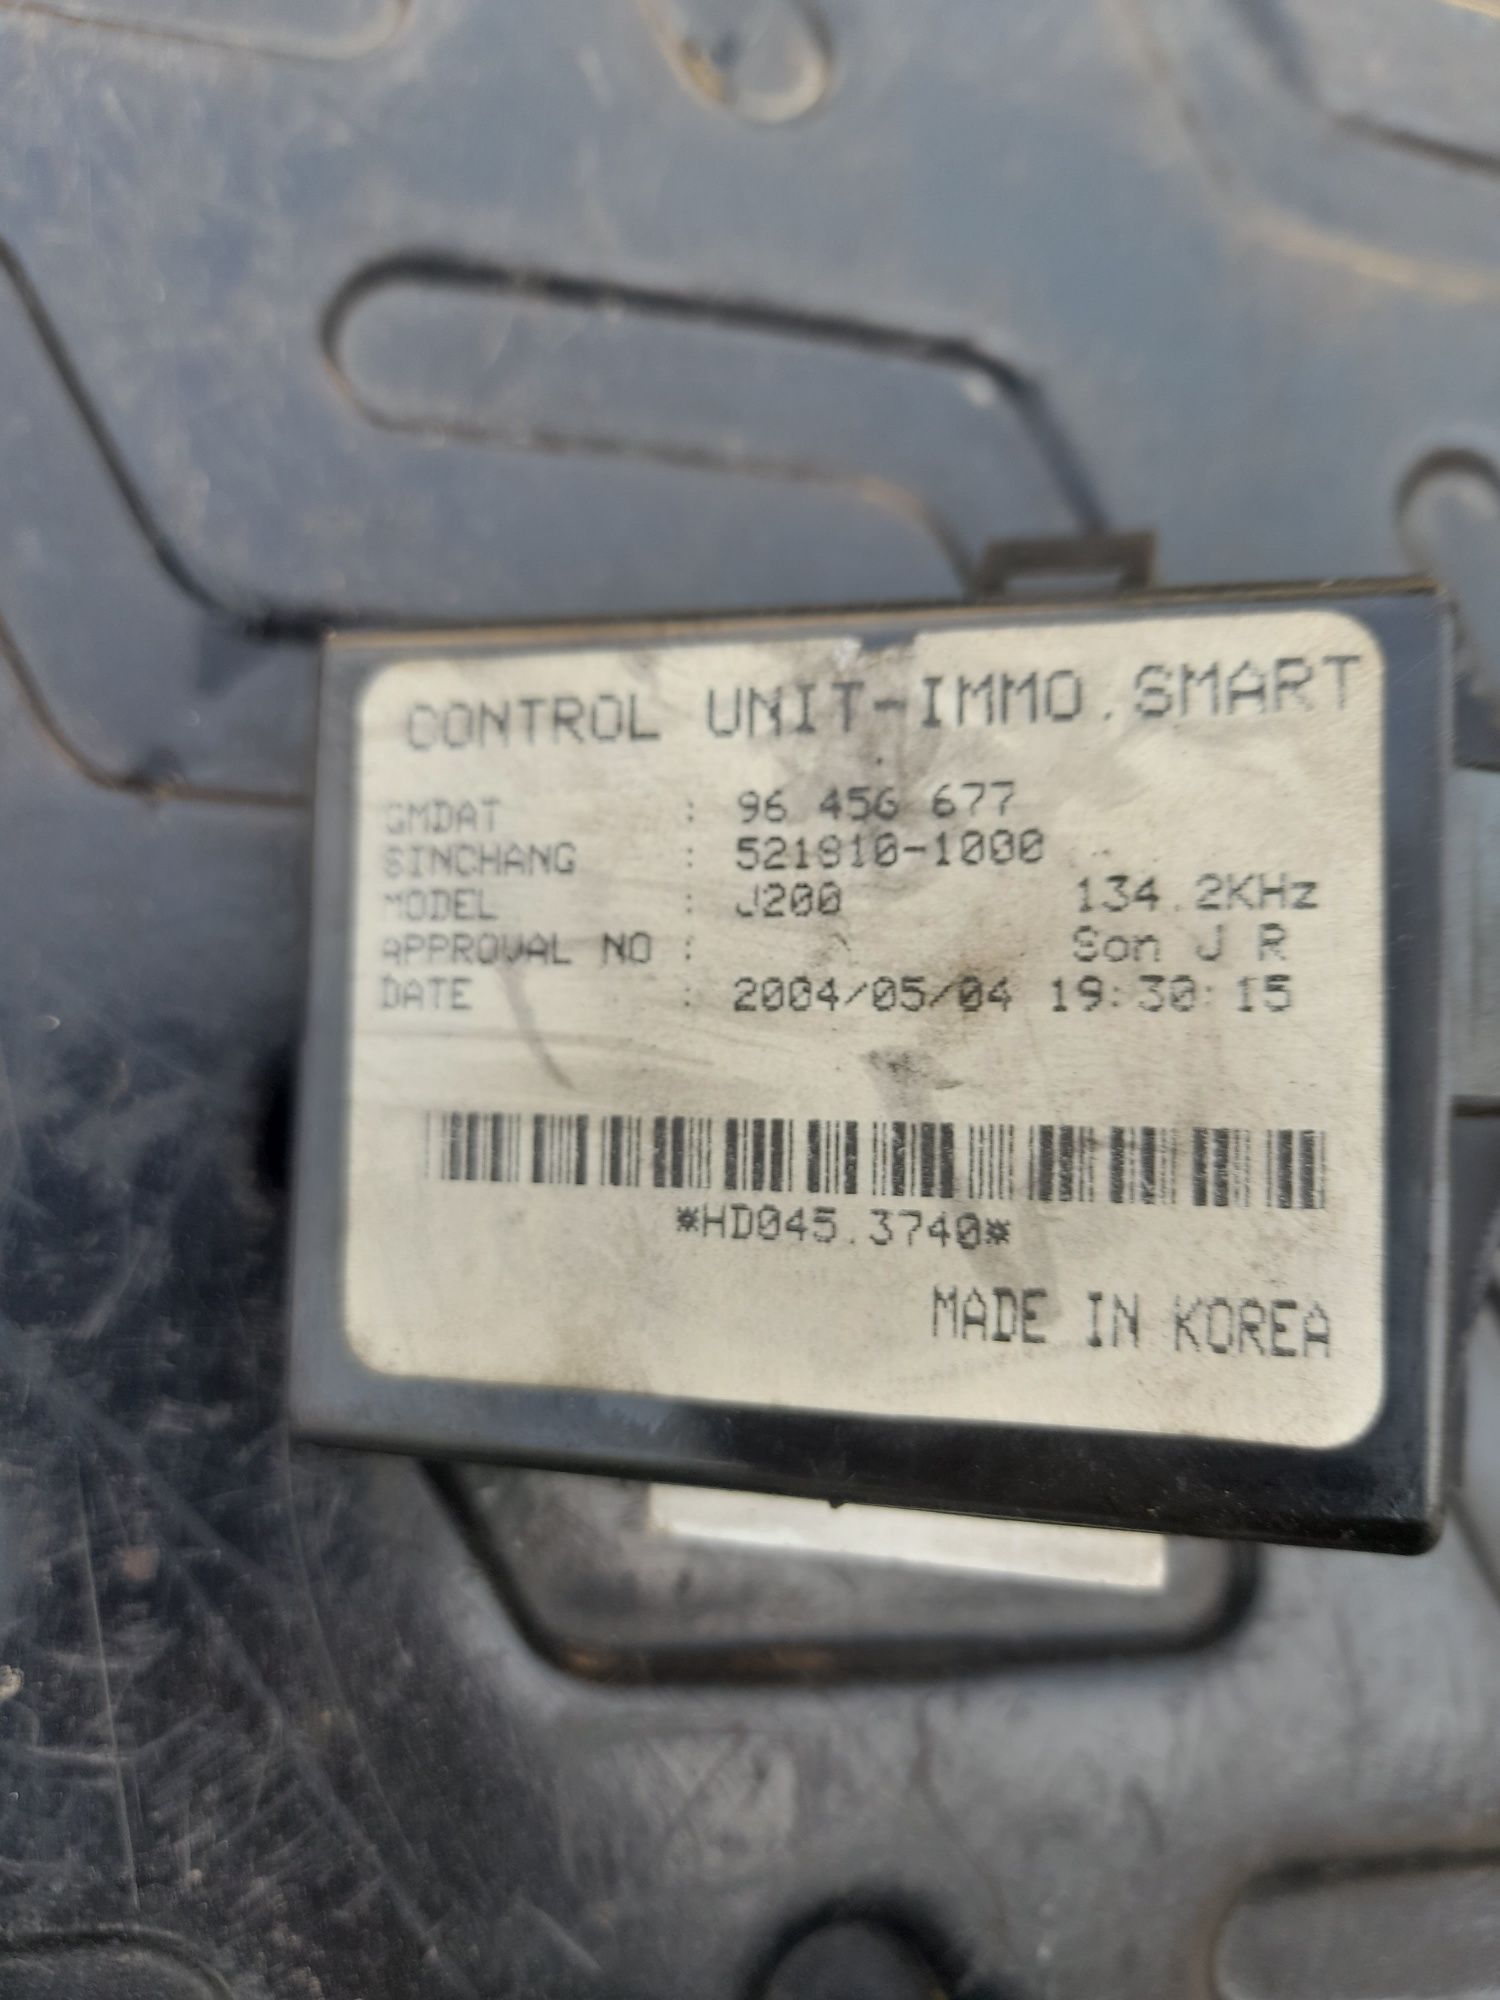 CONTROL UNIT-IMMO.SMART
GMDAT : 96 456 677
SINCHANG : 521810-1000
MODEL : J200 134.2KHz
APPROVAL NO : Son J R
DATE : 2004/05/04 19:30:15
*HD045.3740*
MADE IN KOREA